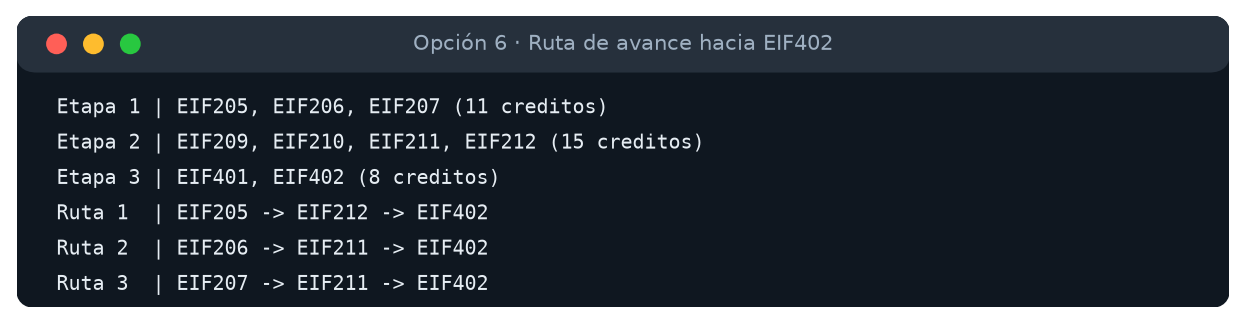 Opción 6 · Ruta de avance hacia EIF402
Etapa 1 | EIF205, EIF206, EIF207 (11 creditos)
Etapa 2 | EIF209, EIF210, EIF211, EIF212 (15 creditos)
Etapa 3 | EIF401, EIF402 (8 creditos)
Ruta 1  | EIF205 -> EIF212 -> EIF402
Ruta 2  | EIF206 -> EIF211 -> EIF402
Ruta 3  | EIF207 -> EIF211 -> EIF402